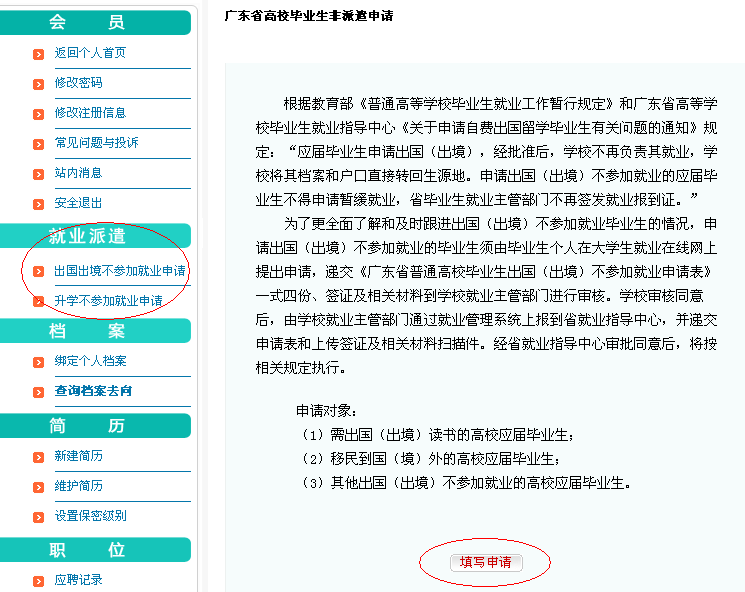 会 员
返回个人首页
修改密码
修改注册信息
常见问题与投诉
站内消息
安全退出
就业派遣
出国出境不参加就业申请
升学不参加就业申请
档 案
绑定个人档案
查询档案去向
简 历
新建简历
维护简历
设置保密级别
职 位
应聘记录
广东省高校毕业生非派遣申请
根据教育部《普通高等学校毕业生就业工作暂行规定》和广东省高等学
校毕业生就业指导中心《关于申请自费出国留学毕业生有关问题的通知》规
定：“应届毕业生申请出国（出境），经批准后，学校不再负责其就业，学
校将其档案和户口直接转回生源地。申请出国（出境）不参加就业的应届毕
业生不得申请暂缓就业，省毕业生就业主管部门不再签发就业报到证。”
为了更全面了解和及时跟进出国（出境）不参加就业毕业生的情况，申
请出国（出境）不参加就业的毕业生须由毕业生个人在大学生就业在线网上
提出申请，递交《广东省普通高校毕业生出国（出境）不参加就业申请表》
一式四份、签证及相关材料到学校就业主管部门进行审核。学校审核同意
后，由学校就业主管部门通过就业管理系统上报到省就业指导中心，并递交
申请表和上传签证及相关材料扫描件。经省就业指导中心审批同意后，将按
相关规定执行。
申请对象：
（1）需出国（出境）读书的高校应届毕业生；
（2）移民到国（境）外的高校应届毕业生；
（3）其他出国（出境）不参加就业的高校应届毕业生。
填写申请